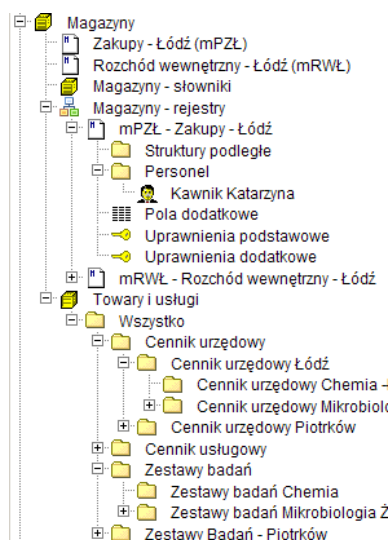 Magazyny
Zakupy - Łódź (mPZŁ)
Rozchód wewnętrzny - Łódź (mRWŁ)
Magazyny - słowniki
Magazyny - rejestry
mPZŁ - Zakupy - Łódź
Struktury podległe
Personel
Kawnik Katarzyna
Pola dodatkowe
Uprawnienia podstawowe
Uprawnienia dodatkowe
mRWŁ - Rozchód wewnętrzny - Łódź
Towary i usługi
Wszystko
Cennik urzędowy
Cennik urzędowy Łódź
Cennik urzędowy Chemia -
Cennik urzędowy Mikrobiolo
Cennik urzędowy Piotrków
Cennik usługowy
Zestawy badań
Zestawy badań Chemia
Zestawy badań Mikrobiologia Ż
Zestawy Badań - Piotrków